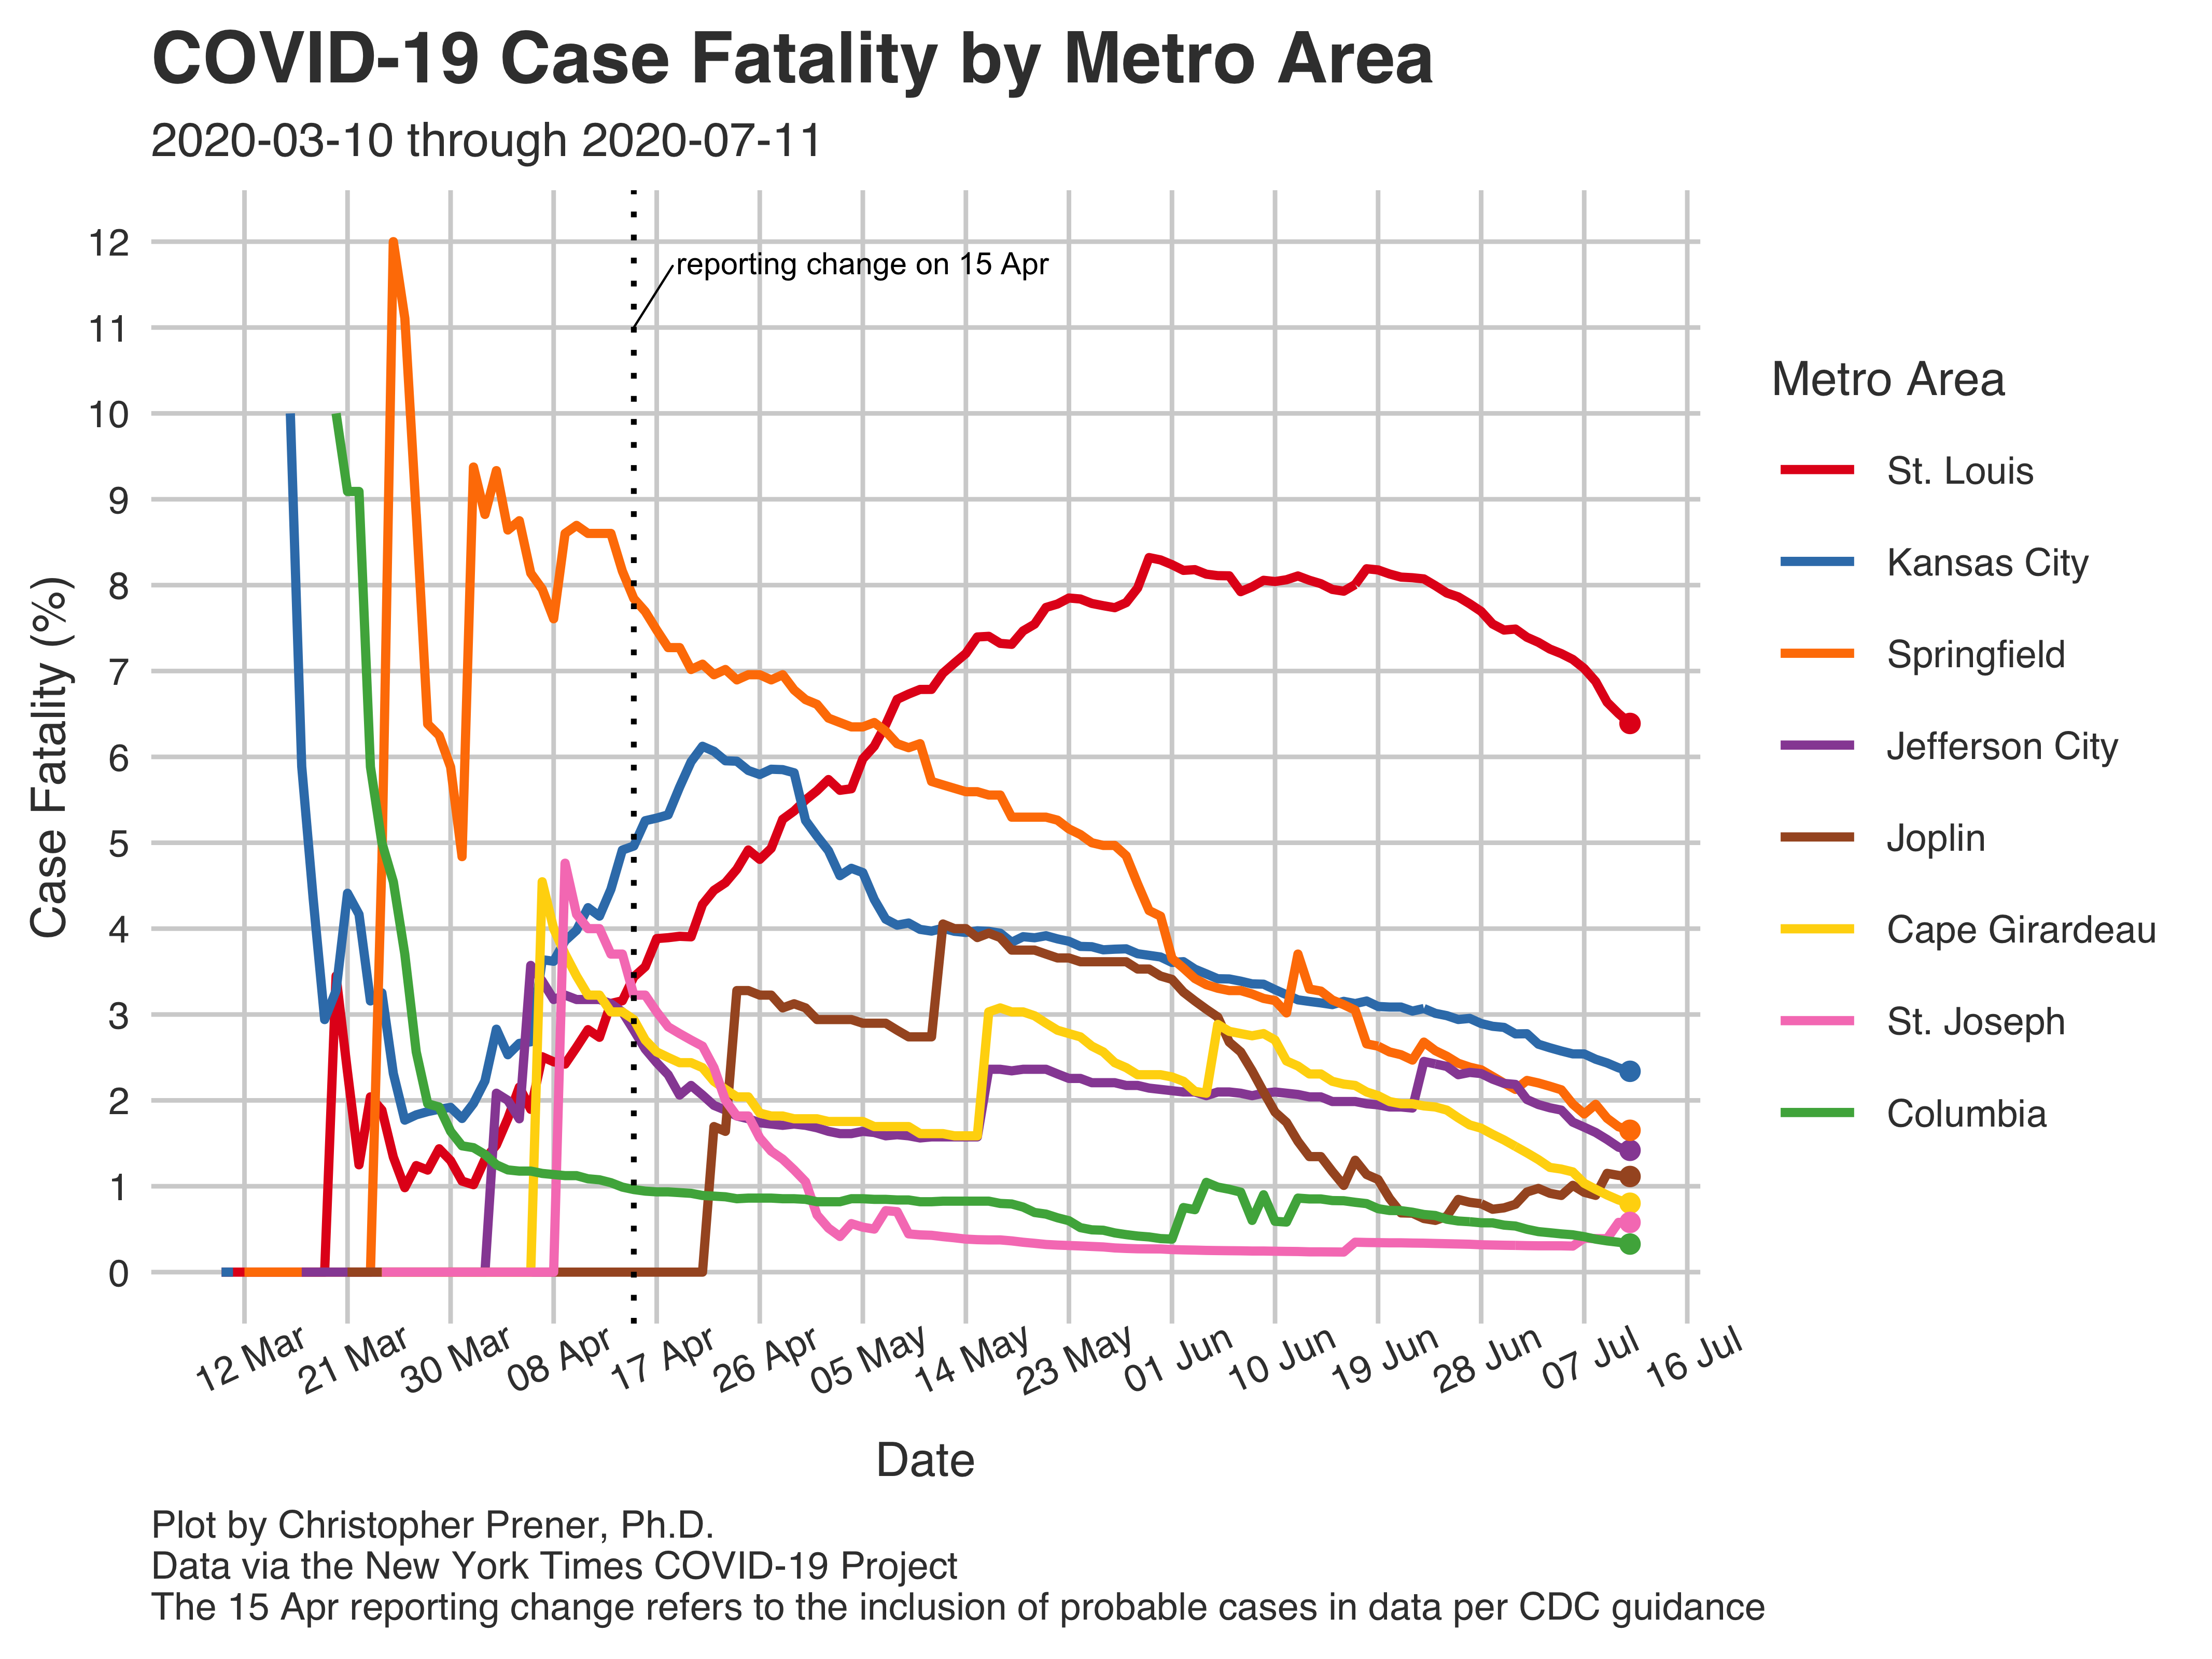 COVID-19 Case Fatality by Metro Area
2020-03-10 through 2020-07-11
12
11
10
9
8
7
6
5
4
3
2
1
0
Case Fatality (%)
reporting change on 15 Apr
12 Mar
21 Mar
30 Mar
08 Apr
17 Apr
26 Apr
05 May
14 May
23 May
01 Jun
10 Jun
19 Jun
28 Jun
07 Jul
16 Jul
Date
Metro Area
St. Louis
Kansas City
Springfield
Jefferson City
Joplin
Cape Girardeau
St. Joseph
Columbia
Plot by Christopher Prener, Ph.D.
Data via the New York Times COVID-19 Project
The 15 Apr reporting change refers to the inclusion of probable cases in data per CDC guidance